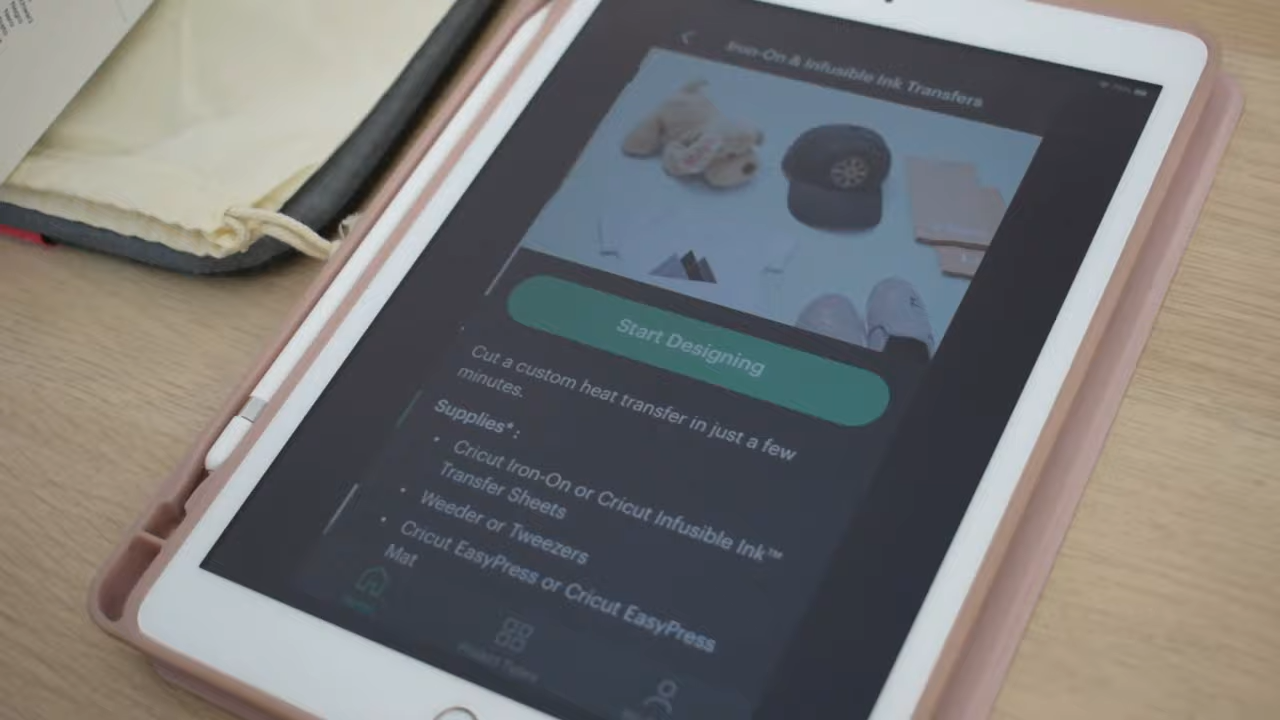 Iron-On & Infusible Ink Transfers
Start Designing
Cut a custom heat transfer in just a few
minutes.
Supplies*:
• Cricut Iron-On or Cricut Infusible Ink™
Transfer Sheets
• Weeder or Tweezers
• Cricut EasyPress or Cricut EasyPress
Mat
Project Types